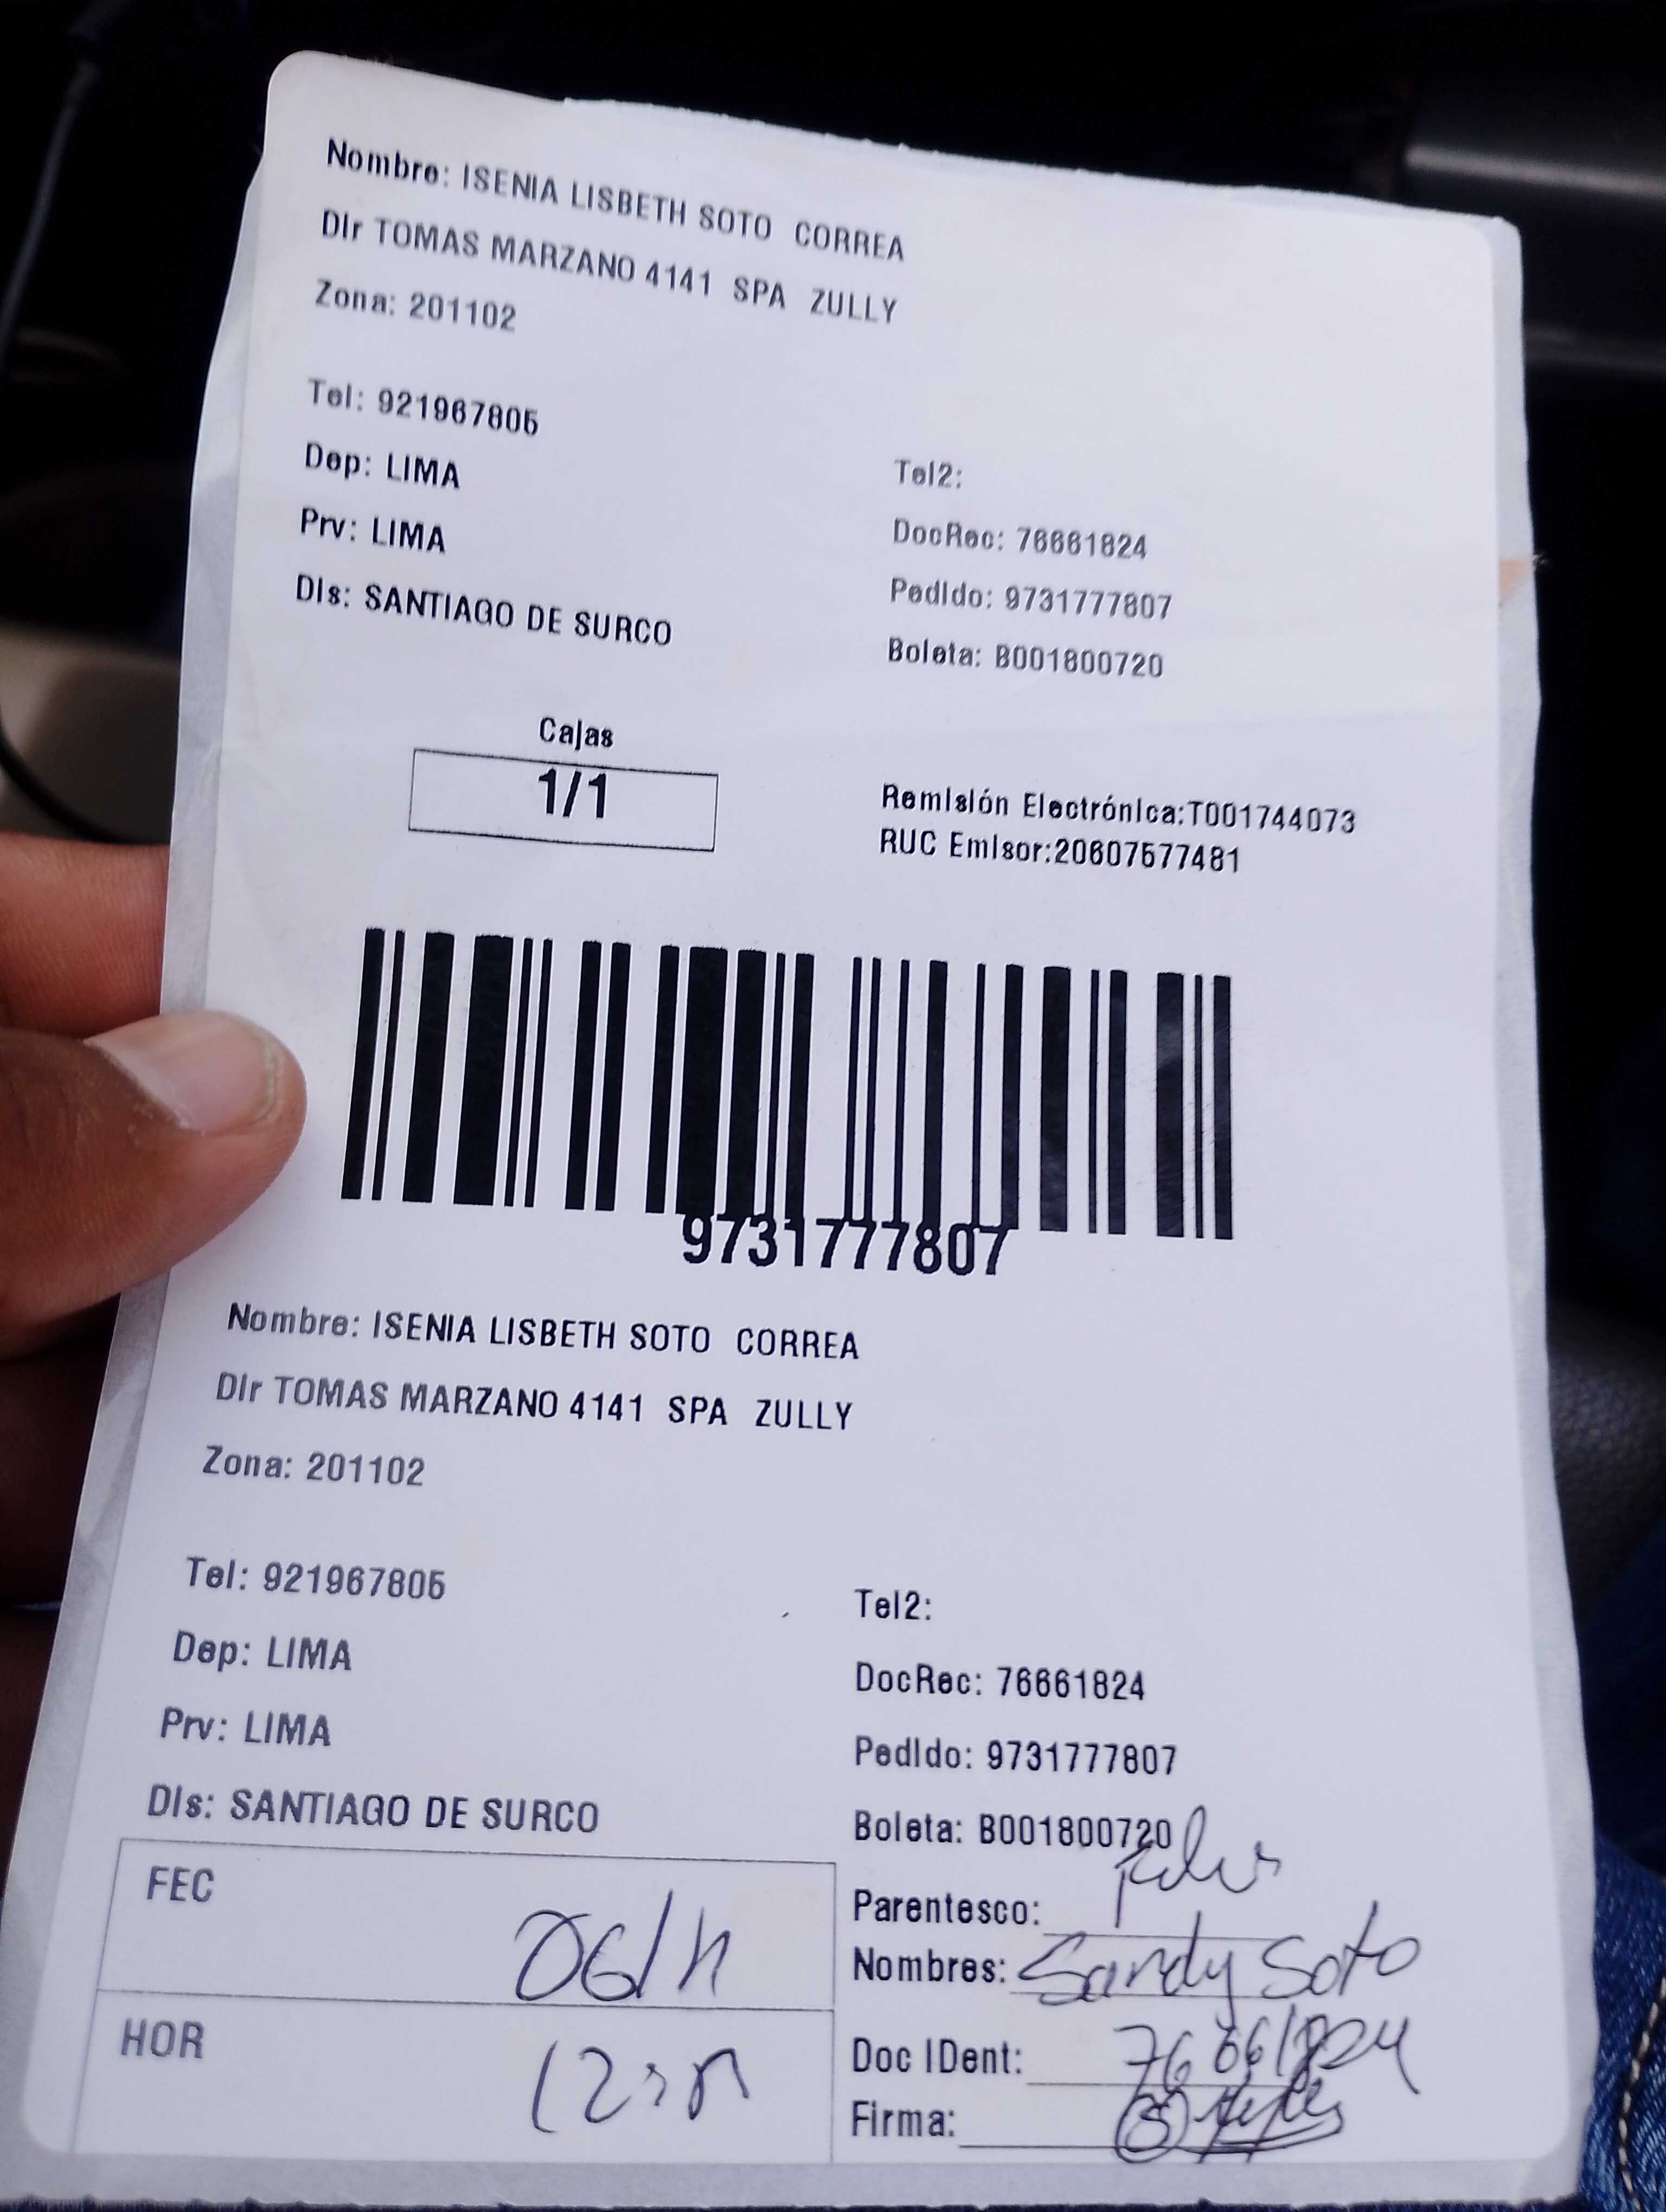 Nombre: ISENIA LISBETH SOTO CORREA
Dir TOMAS MARZANO 4141 SPA ZULLY
Zona: 201102
Tel: 921967805
Dep: LIMA
Prv: LIMA
Dis: SANTIAGO DE SURCO
Tel2:
DocRec: 76661824
Pedido: 9731777807
Boleta: B001800720
Cajas
1/1
Remisión Electrónica:T001744073
RUC Emisor:20607577481
9731777807
Nombre: ISENIA LISBETH SOTO CORREA
Dir TOMAS MARZANO 4141 SPA ZULLY
Zona: 201102
Tel: 921967805
Dep: LIMA
Prv: LIMA
Dis: SANTIAGO DE SURCO
Tel2:
DocRec: 76661824
Pedido: 9731777807
Boleta: B001800720
FEC
HOR
Parentesco:
Nombres: Sandy Soto
Doc IDent: 76661824
Firma: